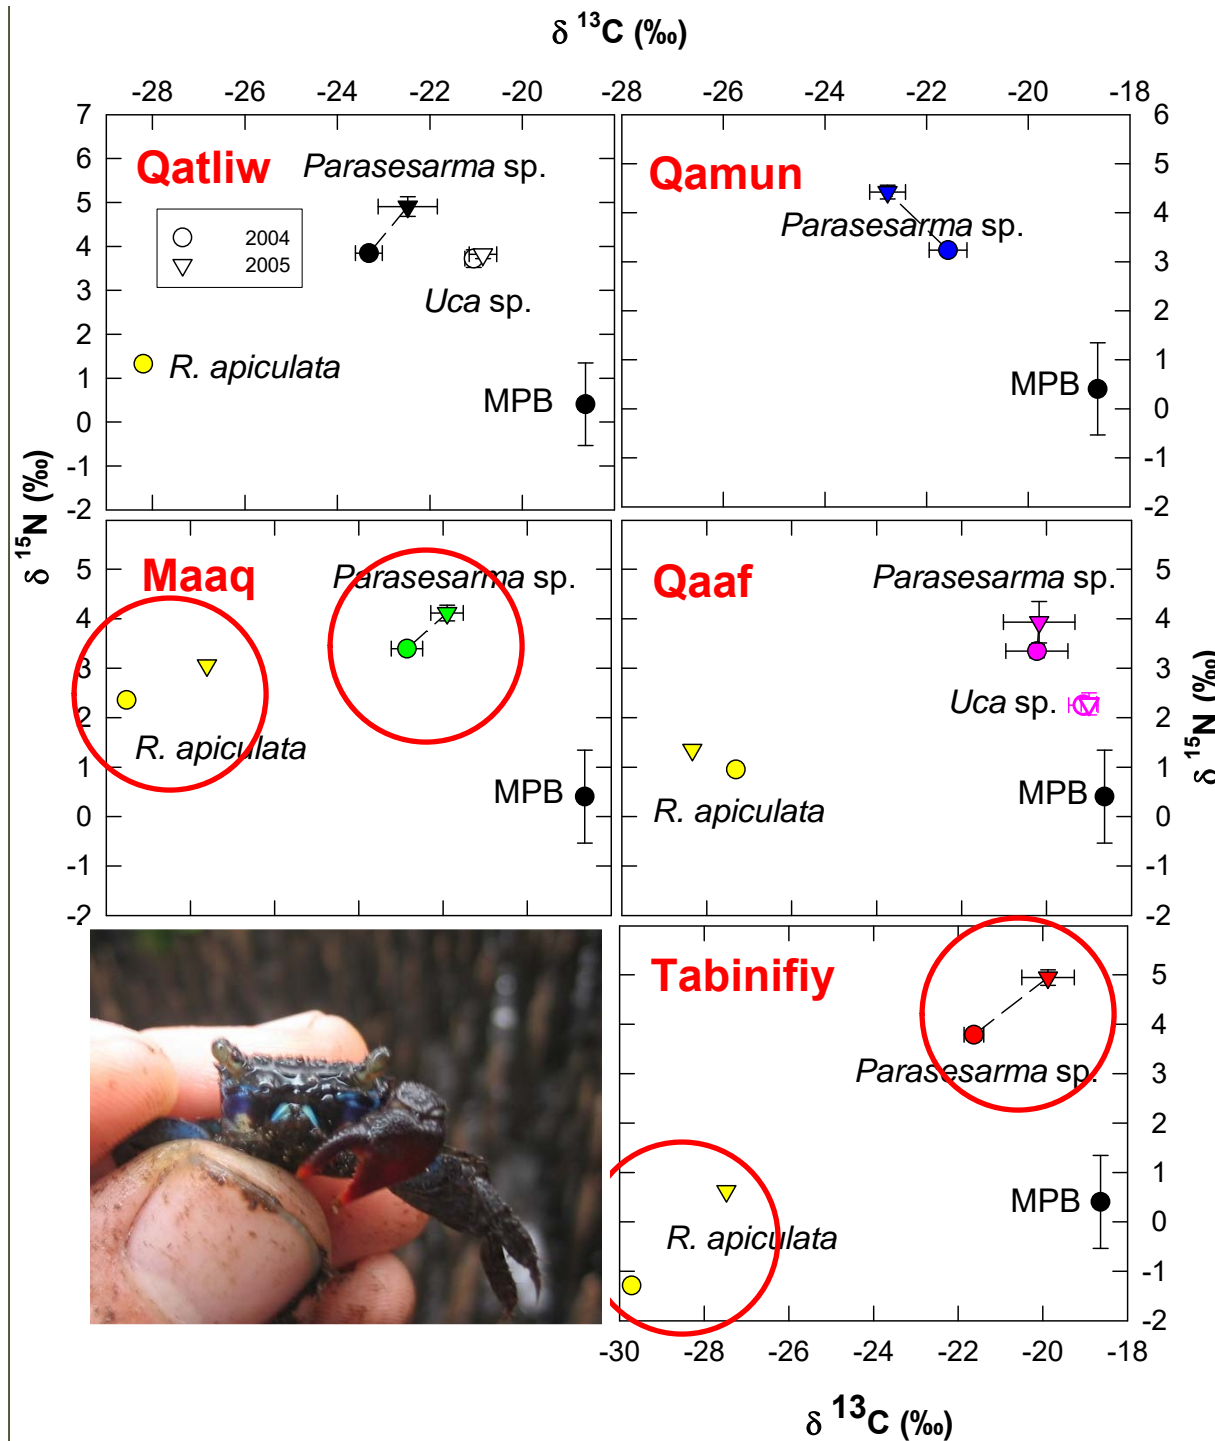 δ 13C (‰)
-28 -26 -24 -22 -20
-28 -26 -24 -22 -20 -18
7
6
5
4
3
2
1
0
-1
-2
Qatliw
Parasesarma sp.
2004
2005
Uca sp.
R. apiculata
MPB
Qamun
Parasesarma sp.
MPB
6
5
4
3
2
1
0
-1
-2
δ 15N (‰)
5
4
3
2
1
0
-1
-2
Maaq
Parasesarma sp.
R. apiculata
MPB
Qaaf
Parasesarma sp.
Uca sp.
R. apiculata
MPB
5
4
3
2
1
0
-1
-2
δ 15N (‰)
Tabinifiy
Parasesarma sp.
R. apiculata
MPB
5
4
3
2
1
0
-1
-2
-30 -28 -26 -24 -22 -20 -18
δ 13C (‰)